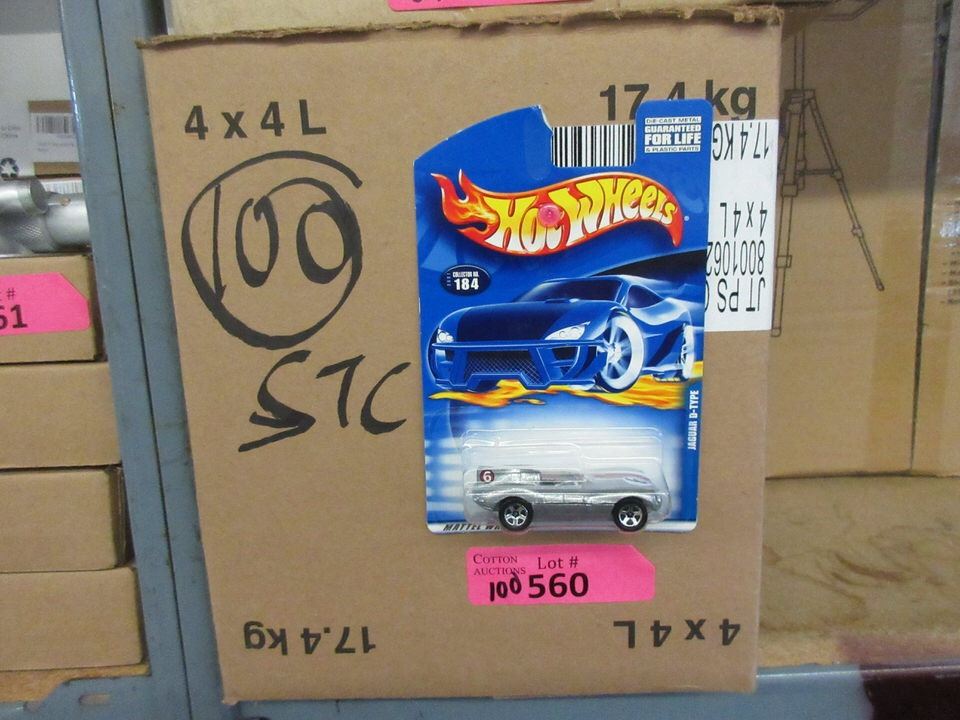 4 x 4 L
17.4 kg
100
STC
DIE-CAST METAL
GUARANTEED
FOR LIFE
& PLASTIC PARTS
HOT WHEELS
®
COLLECTOR NO.
184
JAGUAR D-TYPE
6
MATTEL
17.4 KG
4 x 4 L
8001062
JT PS
COTTON
AUCTIONS
Lot #
100 560
17.4 kg
4 x 4 L
#
61